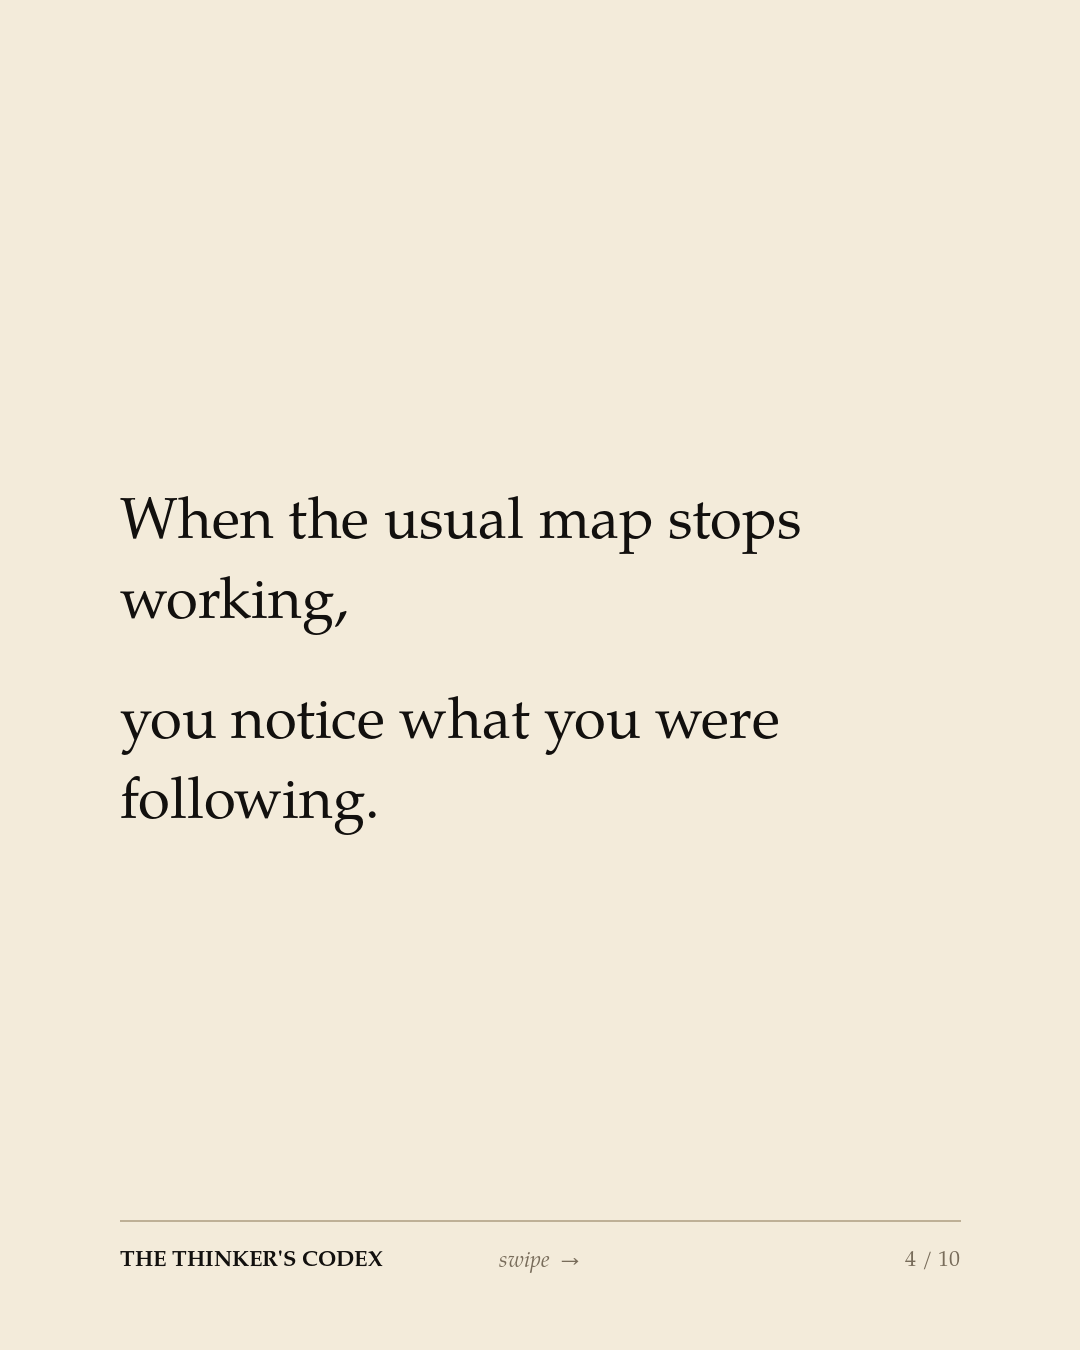 When the usual map stops
working,
you notice what you were
following.
THE THINKER'S CODEX swipe → 4 / 10